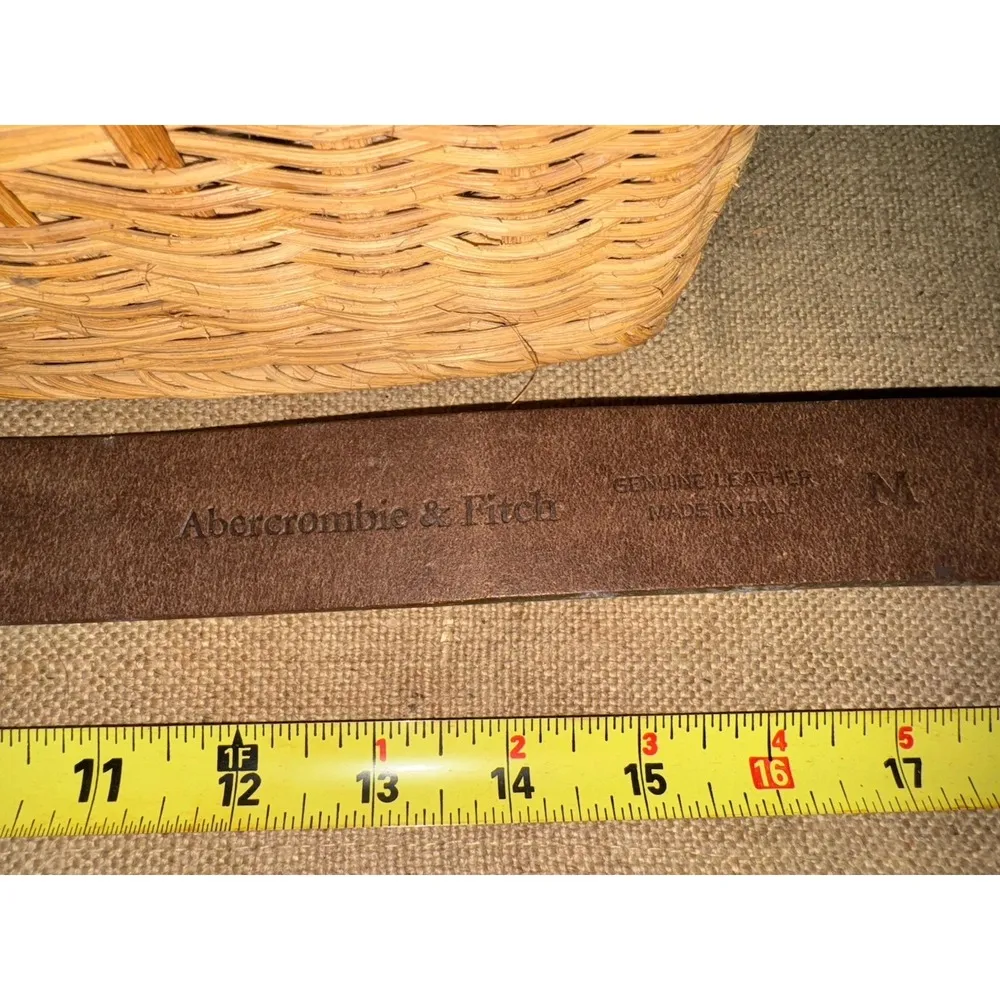 Abercrombie & Fitch
GENUINE LEATHER
MADE IN ITALY
M
1F 1 2 3 4 5
11 12 13 14 15 16 17